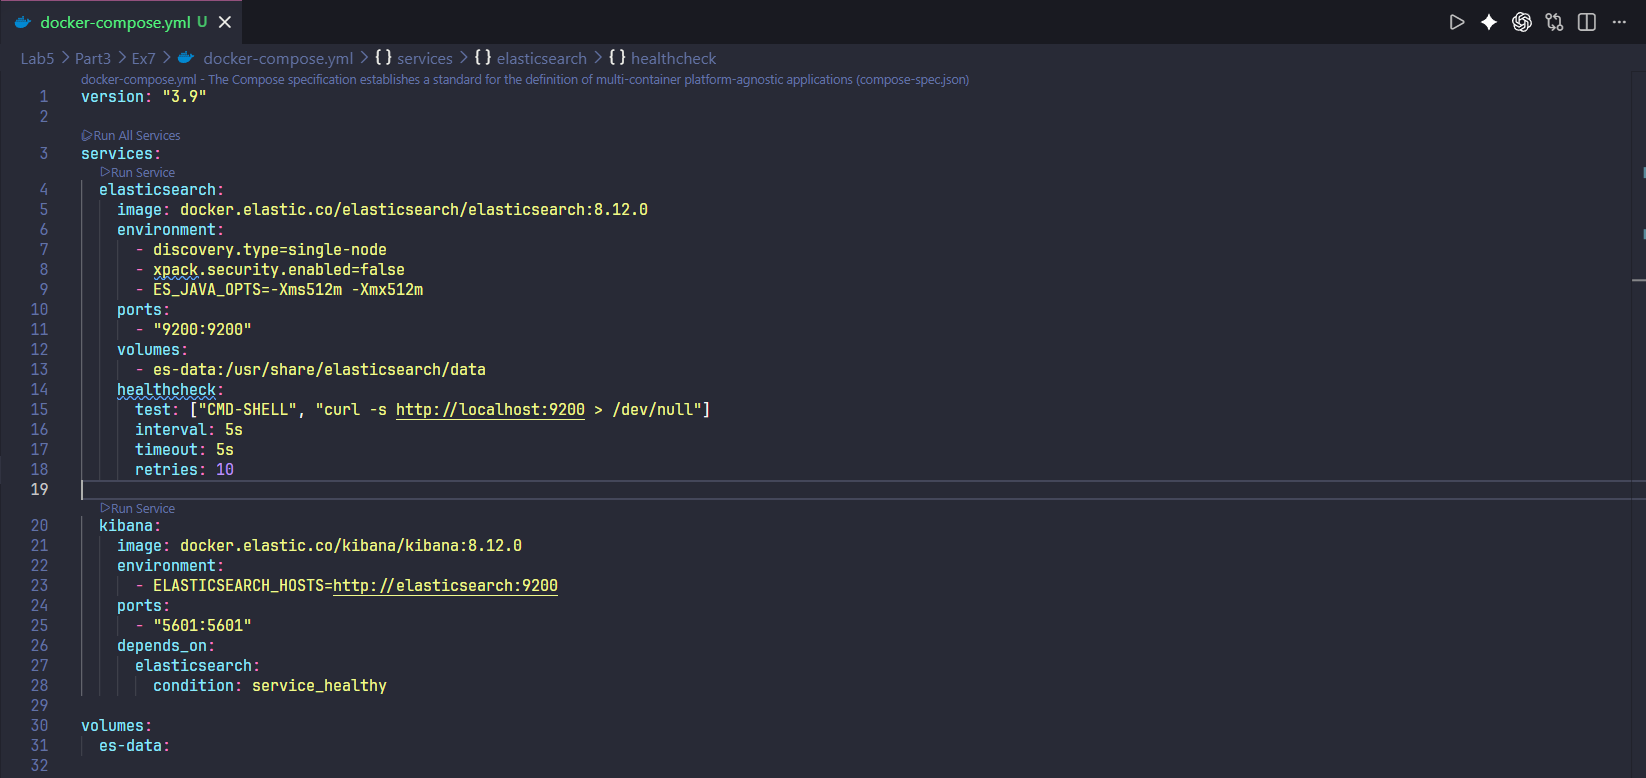 docker-compose.yml U
Lab5 > Part3 > Ex7 > docker-compose.yml > {} services > {} elasticsearch > {} healthcheck
docker-compose.yml - The Compose specification establishes a standard for the definition of multi-container platform-agnostic applications (compose-spec.json)
1 version: "3.9"
2
Run All Services
3 services:
Run Service
4   elasticsearch:
5     image: docker.elastic.co/elasticsearch/elasticsearch:8.12.0
6     environment:
7       - discovery.type=single-node
8       - xpack.security.enabled=false
9       - ES_JAVA_OPTS=-Xms512m -Xmx512m
10     ports:
11       - "9200:9200"
12     volumes:
13       - es-data:/usr/share/elasticsearch/data
14     healthcheck:
15       test: ["CMD-SHELL", "curl -s http://localhost:9200 > /dev/null"]
16       interval: 5s
17       timeout: 5s
18       retries: 10
19
Run Service
20   kibana:
21     image: docker.elastic.co/kibana/kibana:8.12.0
22     environment:
23       - ELASTICSEARCH_HOSTS=http://elasticsearch:9200
24     ports:
25       - "5601:5601"
26     depends_on:
27       elasticsearch:
28         condition: service_healthy
29
30 volumes:
31   es-data:
32